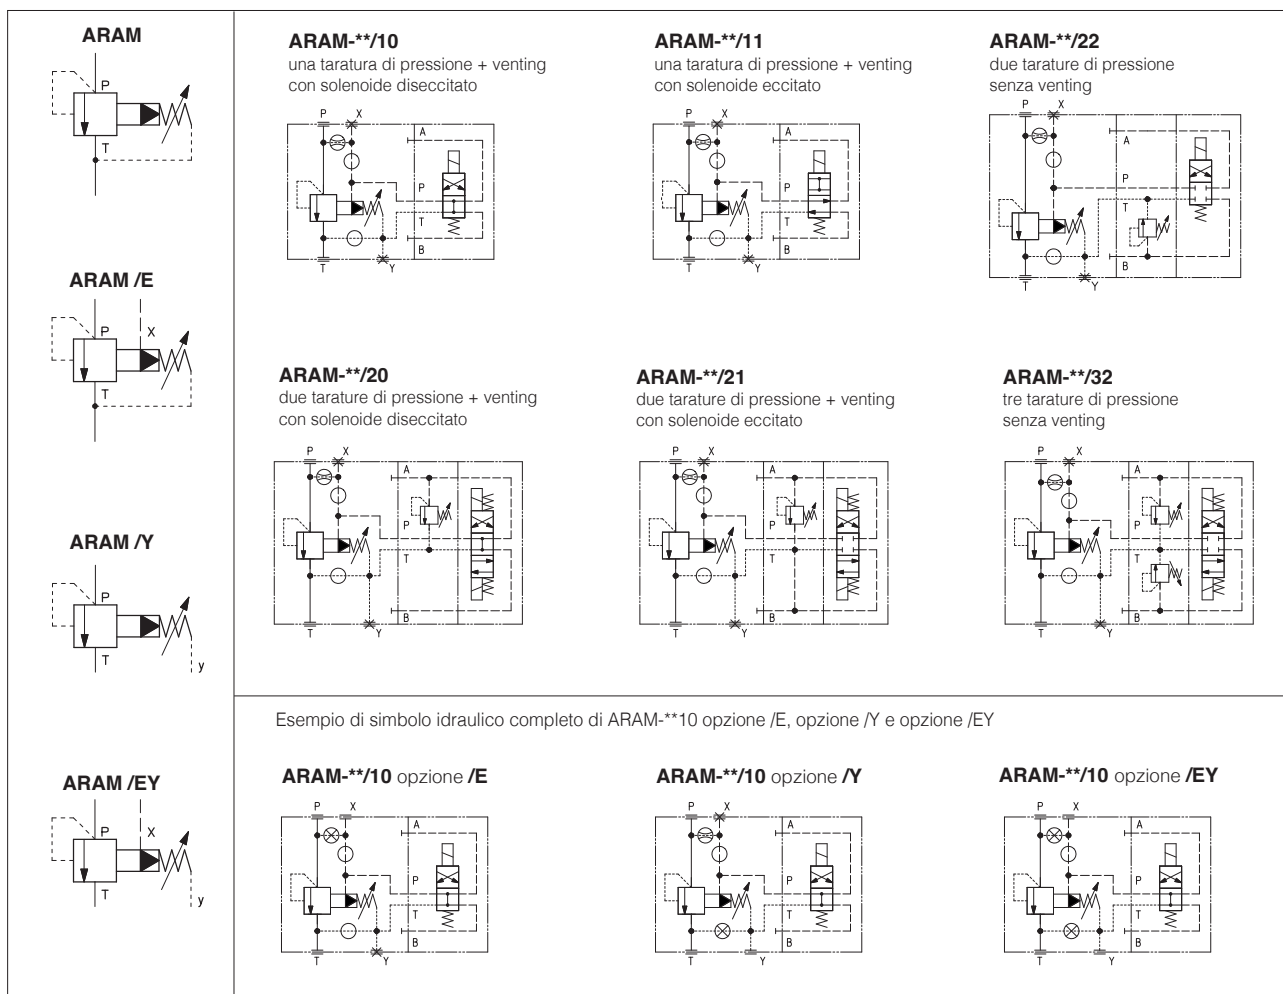 ARAM
P
T
ARAM /E
P
X
T
ARAM /Y
P
T
y
ARAM /EY
P
X
T
y
ARAM-**/10
una taratura di pressione + venting
con solenoide diseccitato
P
X
A
P
T
B
T
Y
ARAM-**/11
una taratura di pressione + venting
con solenoide eccitato
P
X
A
P
T
B
T
Y
ARAM-**/22
due tarature di pressione
senza venting
P
X
A
P
T
B
T
Y
ARAM-**/20
due tarature di pressione + venting
con solenoide diseccitato
P
X
A
P
T
B
T
Y
ARAM-**/21
due tarature di pressione + venting
con solenoide eccitato
P
X
A
P
T
B
T
Y
ARAM-**/32
tre tarature di pressione
senza venting
P
X
A
P
T
B
T
Y
Esempio di simbolo idraulico completo di ARAM-**10 opzione /E, opzione /Y e opzione /EY
ARAM-**/10 opzione /E
P
X
A
P
T
B
T
Y
ARAM-**/10 opzione /Y
P
X
A
P
T
B
T
Y
ARAM-**/10 opzione /EY
P
X
A
P
T
B
T
Y